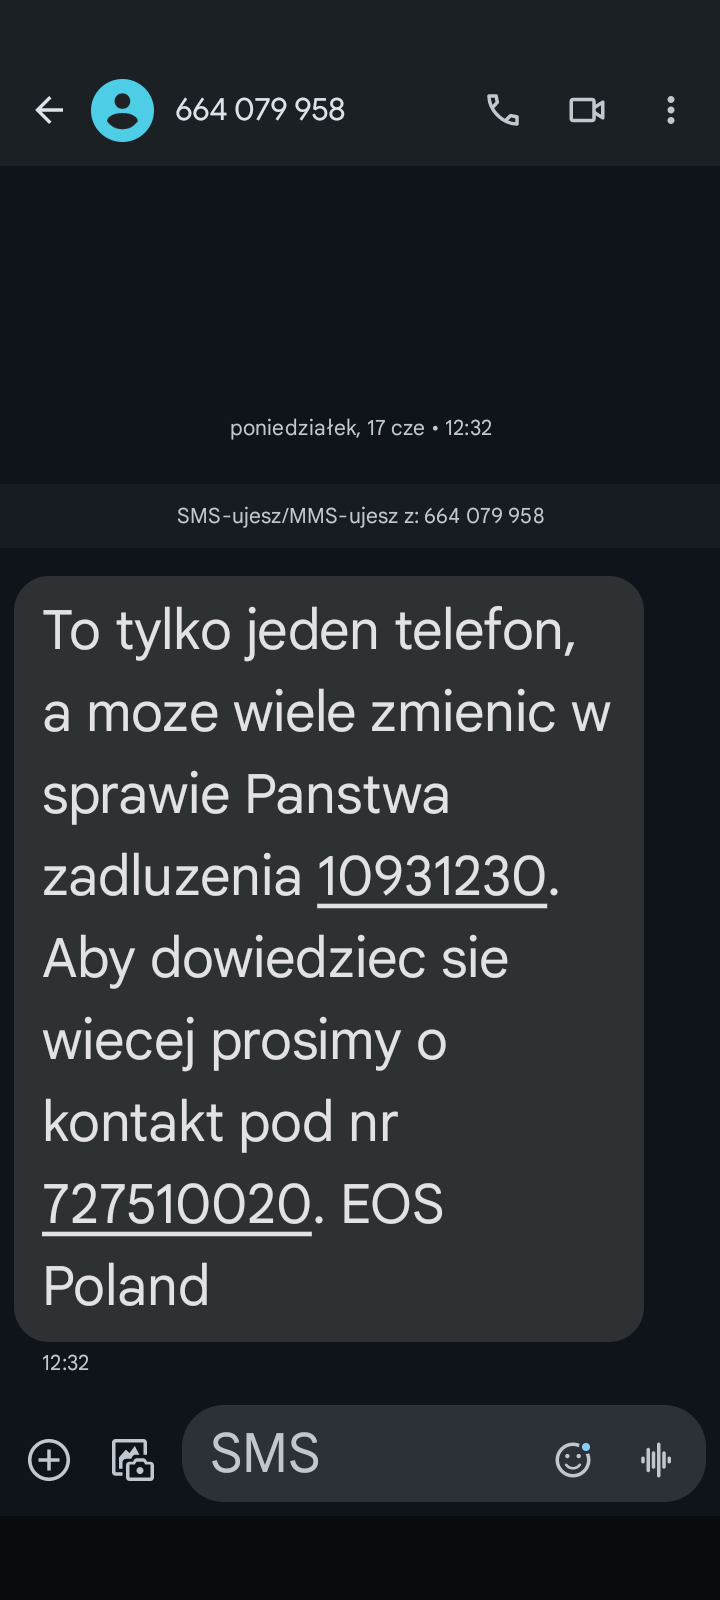 664 079 958
poniedziałek, 17 cze • 12:32
SMS-ujesz/MMS-ujesz z: 664 079 958
To tylko jeden telefon,
a moze wiele zmienic w
sprawie Panstwa
zadluzenia 10931230.
Aby dowiedziec sie
wiecej prosimy o
kontakt pod nr
727510020. EOS
Poland
12:32
SMS